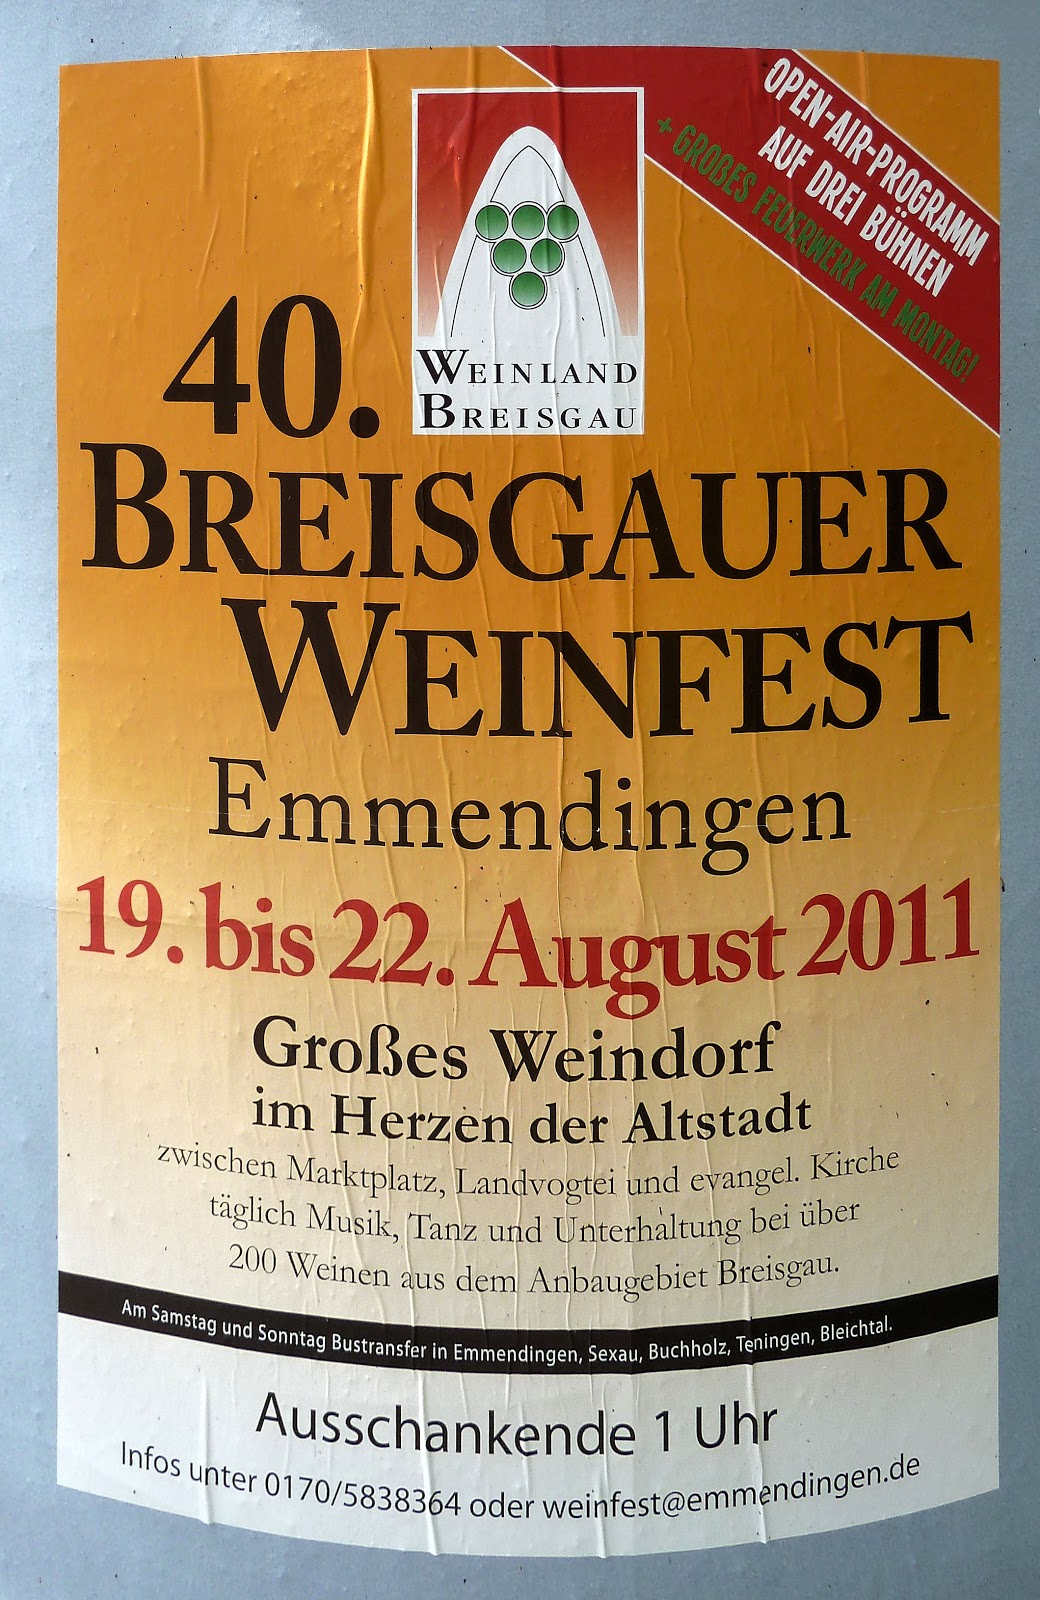 OPEN-AIR-PROGRAMM
AUF DREI BÜHNEN
+ GROßES FEUERWERK AM MONTAG!
WEINLAND
BREISGAU
40.
BREISGAUER
WEINFEST
Emmendingen
19. bis 22. August 2011
Großes Weindorf
im Herzen der Altstadt
zwischen Marktplatz, Landvogtei und evangel. Kirche
täglich Musik, Tanz und Unterhaltung bei über
200 Weinen aus dem Anbaugebiet Breisgau.
Am Samstag und Sonntag Bustransfer in Emmendingen, Sexau, Buchholz, Teningen, Bleichtal.
Ausschankende 1 Uhr
Infos unter 0170/5838364 oder weinfest@emmendingen.de